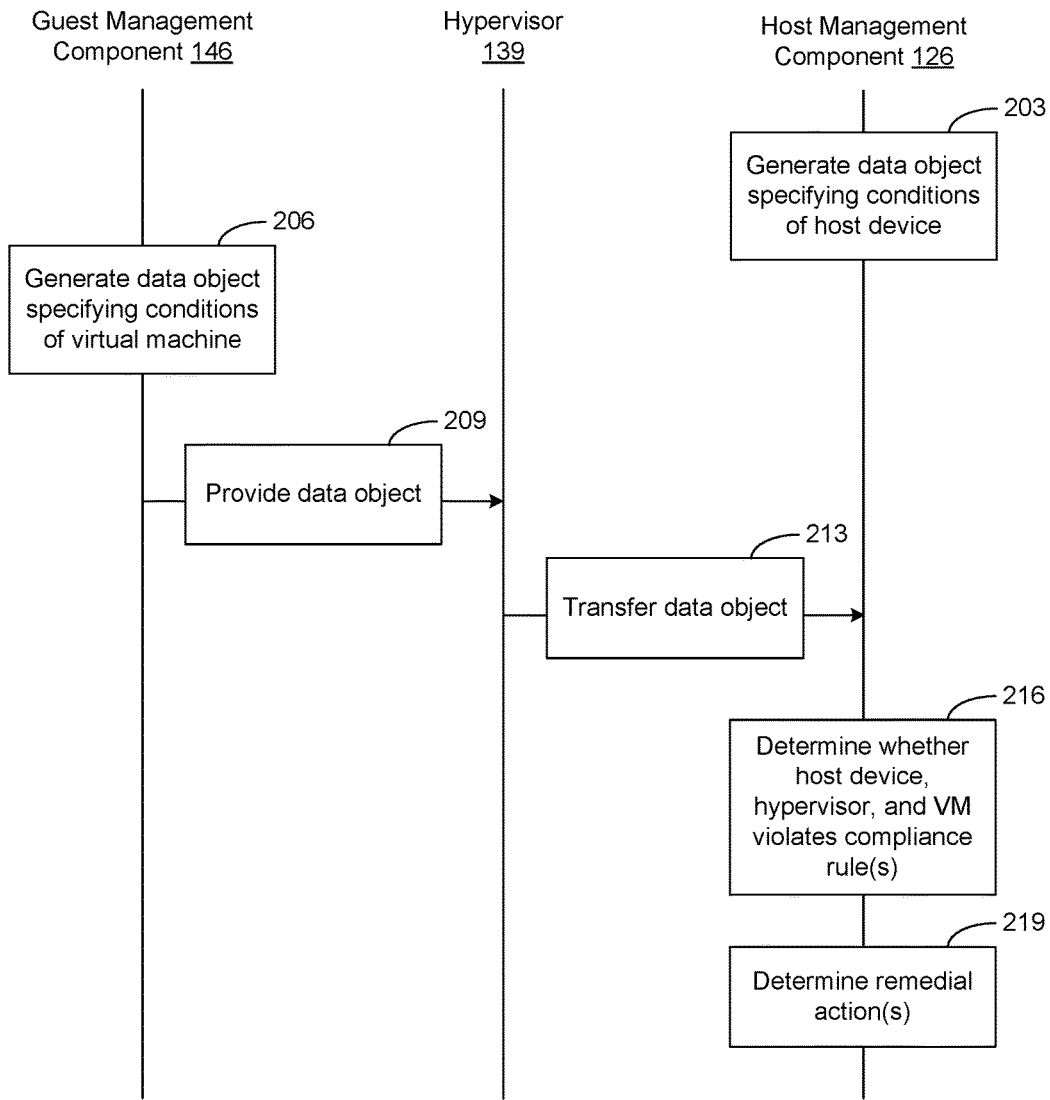 Guest Management
Component 146
Hypervisor
139
Host Management
Component 126
203
Generate data object
specifying conditions
of host device
206
Generate data object
specifying conditions
of virtual machine
209
Provide data object
213
Transfer data object
216
Determine whether
host device,
hypervisor, and VM
violates compliance
rule(s)
219
Determine remedial
action(s)